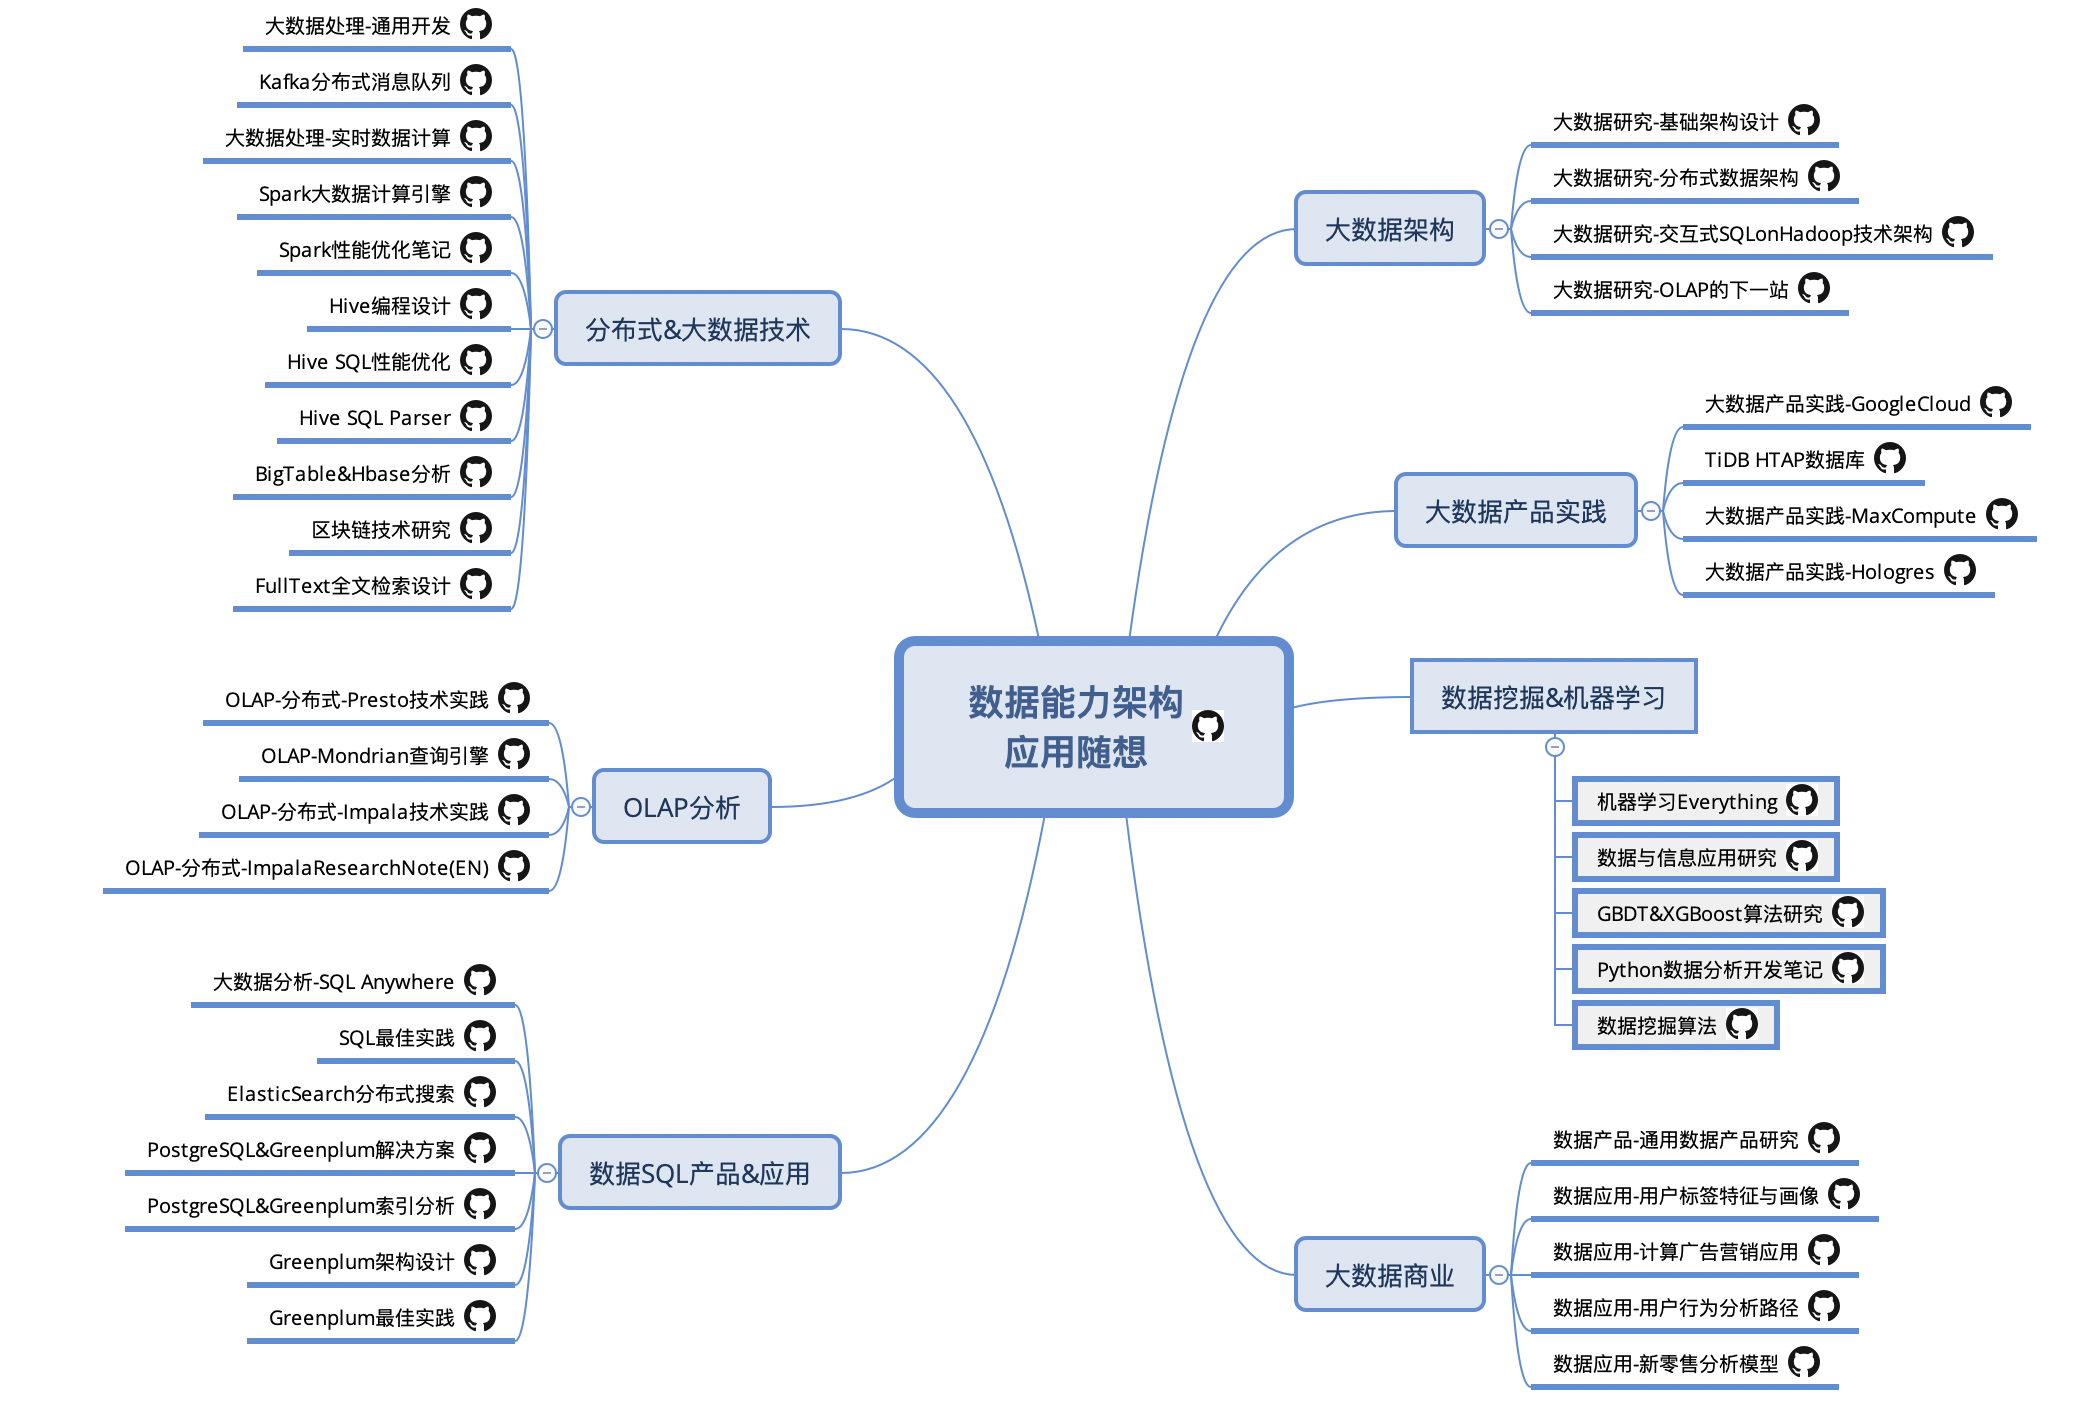 数据能力架构
应用随想
大数据架构
大数据研究-基础架构设计
大数据研究-分布式数据架构
大数据研究-交互式SQLonHadoop技术架构
大数据研究-OLAP的下一站
大数据产品实践
大数据产品实践-GoogleCloud
TiDB HTAP数据库
大数据产品实践-MaxCompute
大数据产品实践-Hologres
数据挖掘&机器学习
机器学习Everything
数据与信息应用研究
GBDT&XGBoost算法研究
Python数据分析开发笔记
数据挖掘算法
大数据商业
数据产品-通用数据产品研究
数据应用-用户标签特征与画像
数据应用-计算广告营销应用
数据应用-用户行为分析路径
数据应用-新零售分析模型
分布式&大数据技术
大数据处理-通用开发
Kafka分布式消息队列
大数据处理-实时数据计算
Spark大数据计算引擎
Spark性能优化笔记
Hive编程设计
Hive SQL性能优化
Hive SQL Parser
BigTable&Hbase分析
区块链技术研究
FullText全文检索设计
OLAP分析
OLAP-分布式-Presto技术实践
OLAP-Mondrian查询引擎
OLAP-分布式-Impala技术实践
OLAP-分布式-ImpalaResearchNote(EN)
数据SQL产品&应用
大数据分析-SQL Anywhere
SQL最佳实践
ElasticSearch分布式搜索
PostgreSQL&Greenplum解决方案
PostgreSQL&Greenplum索引分析
Greenplum架构设计
Greenplum最佳实践